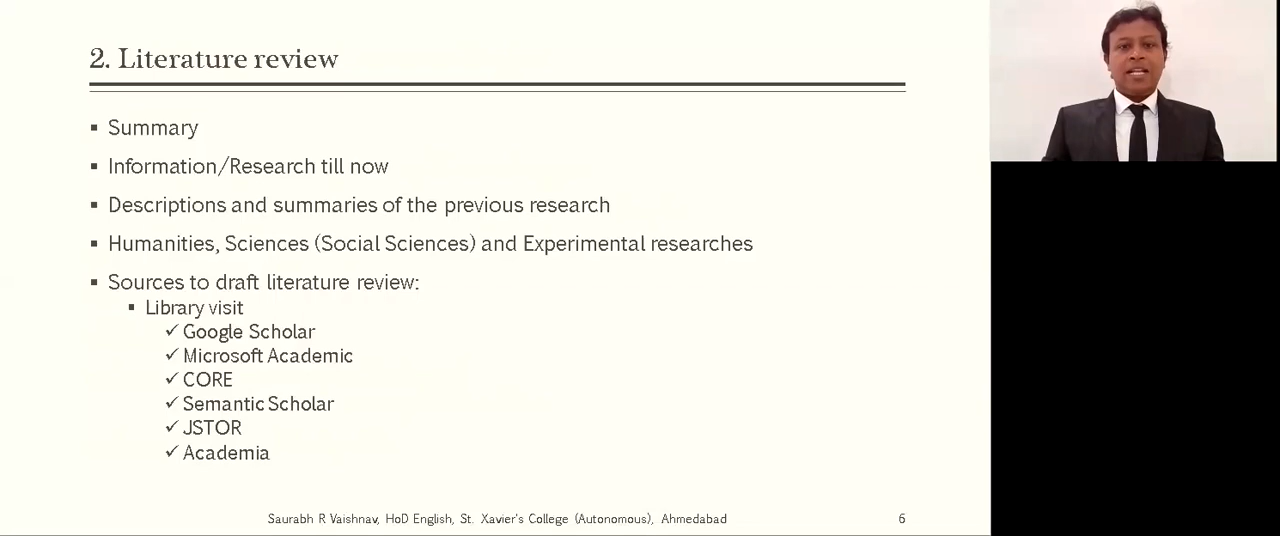 2. Literature review
▪ Summary
▪ Information/Research till now
▪ Descriptions and summaries of the previous research
▪ Humanities, Sciences (Social Sciences) and Experimental researches
▪ Sources to draft literature review:
▪ Library visit
✓ Google Scholar
✓ Microsoft Academic
✓ CORE
✓ Semantic Scholar
✓ JSTOR
✓ Academia
Saurabh R Vaishnav, HoD English, St. Xavier's College (Autonomous), Ahmedabad 6